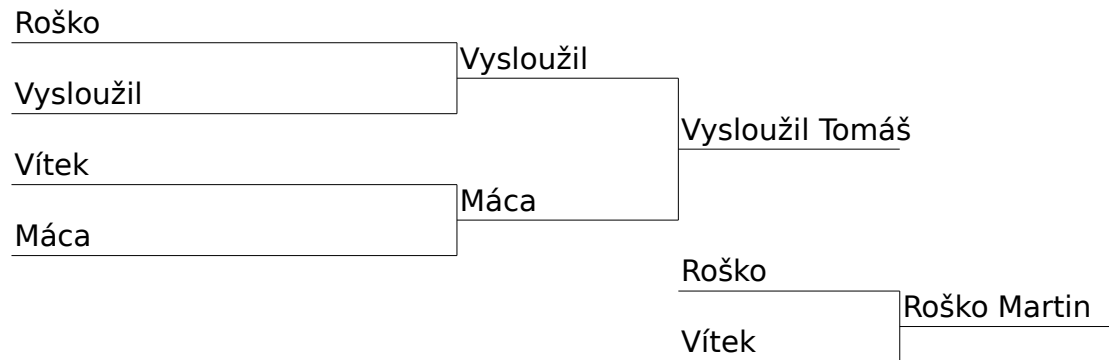 Roško
Vysloužil
Vysloužil
Vysloužil Tomáš
Vítek
Máca
Máca
Roško
Roško Martin
Vítek